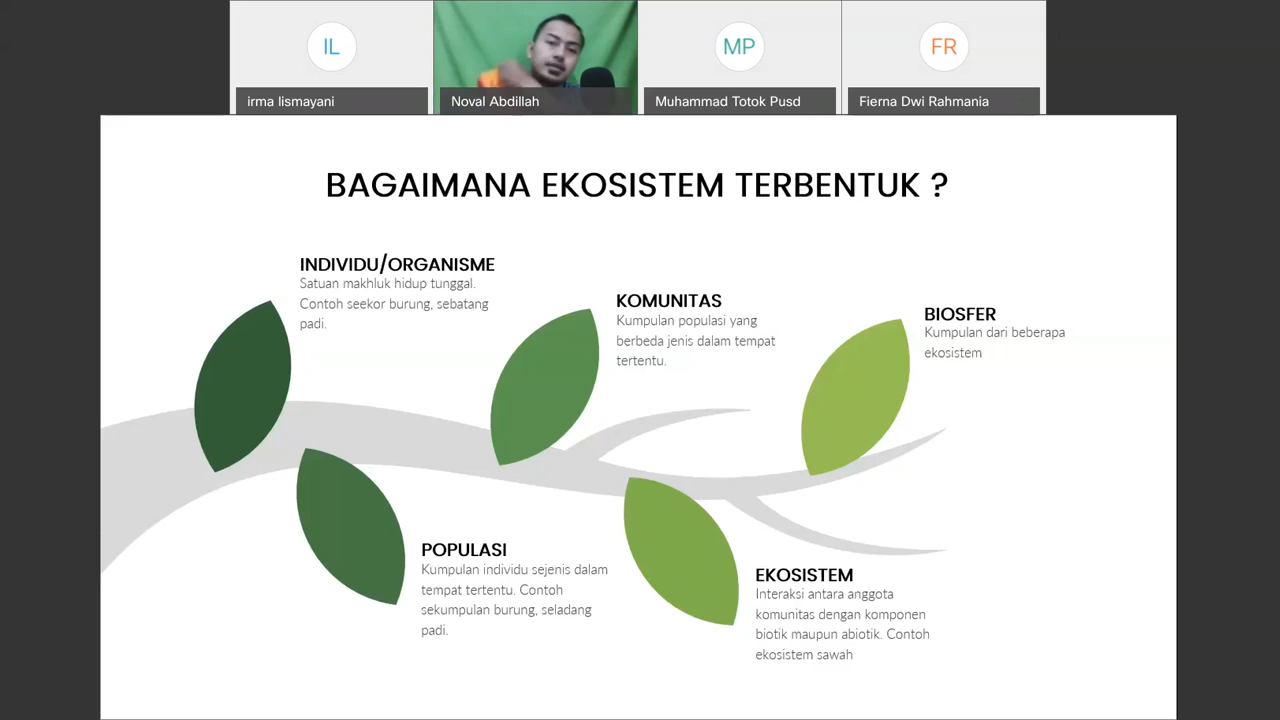 IL
MP
FR
irma lismayani
Noval Abdillah
Muhammad Totok Pusd
Fierna Dwi Rahmania
BAGAIMANA EKOSISTEM TERBENTUK ?
INDIVIDU/ORGANISME
Satuan makhluk hidup tunggal.
Contoh seekor burung, sebatang
padi.
KOMUNITAS
Kumpulan populasi yang
berbeda jenis dalam tempat
tertentu.
BIOSFER
Kumpulan dari beberapa
ekosistem
POPULASI
Kumpulan individu sejenis dalam
tempat tertentu. Contoh
sekumpulan burung, seladang
padi.
EKOSISTEM
Interaksi antara anggota
komunitas dengan komponen
biotik maupun abiotik. Contoh
ekosistem sawah